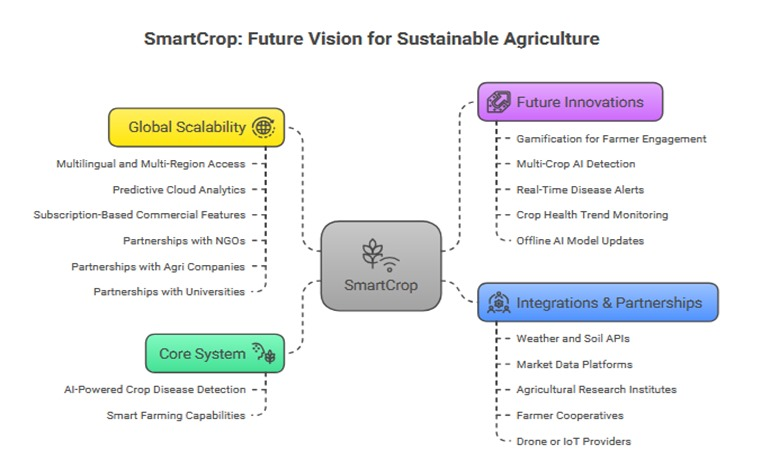 SmartCrop: Future Vision for Sustainable Agriculture
Global Scalability
Multilingual and Multi-Region Access
Predictive Cloud Analytics
Subscription-Based Commercial Features
Partnerships with NGOs
Partnerships with Agri Companies
Partnerships with Universities
Core System
AI-Powered Crop Disease Detection
Smart Farming Capabilities
SmartCrop
Future Innovations
Gamification for Farmer Engagement
Multi-Crop AI Detection
Real-Time Disease Alerts
Crop Health Trend Monitoring
Offline AI Model Updates
Integrations & Partnerships
Weather and Soil APIs
Market Data Platforms
Agricultural Research Institutes
Farmer Cooperatives
Drone or IoT Providers